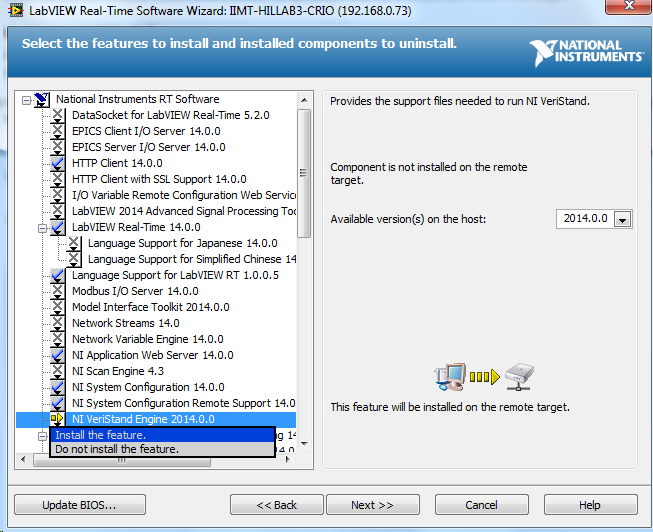 LabVIEW Real-Time Software Wizard: IIMT-HILLAB3-CRIO (192.168.0.73)
Select the features to install and installed components to uninstall.
NATIONAL
INSTRUMENTS
National Instruments RT Software
DataSocket for LabVIEW Real-Time 5.2.0
EPICS Client I/O Server 14.0.0
EPICS Server I/O Server 14.0.0
HTTP Client 14.0.0
HTTP Client with SSL Support 14.0.0
I/O Variable Remote Configuration Web Servic
LabVIEW 2014 Advanced Signal Processing Too
LabVIEW Real-Time 14.0.0
Language Support for Japanese 14.0.0
Language Support for Simplified Chinese 14
Language Support for LabVIEW RT 1.0.0.5
Modbus I/O Server 14.0.0
Model Interface Toolkit 2014.0.0
Network Streams 14.0
Network Variable Engine 14.0.0
NI Application Web Server 14.0.0
NI Scan Engine 4.3
NI System Configuration 14.0.0
NI System Configuration Remote Support 14.0
NI VeriStand Engine 2014.0.0
Install the feature.
Do not install the feature.
Provides the support files needed to run NI VeriStand.
Component is not installed on the remote
target.
Available version(s) on the host:
2014.0.0
This feature will be installed on the remote target.
Update BIOS...
<< Back
Next >>
Cancel
Help